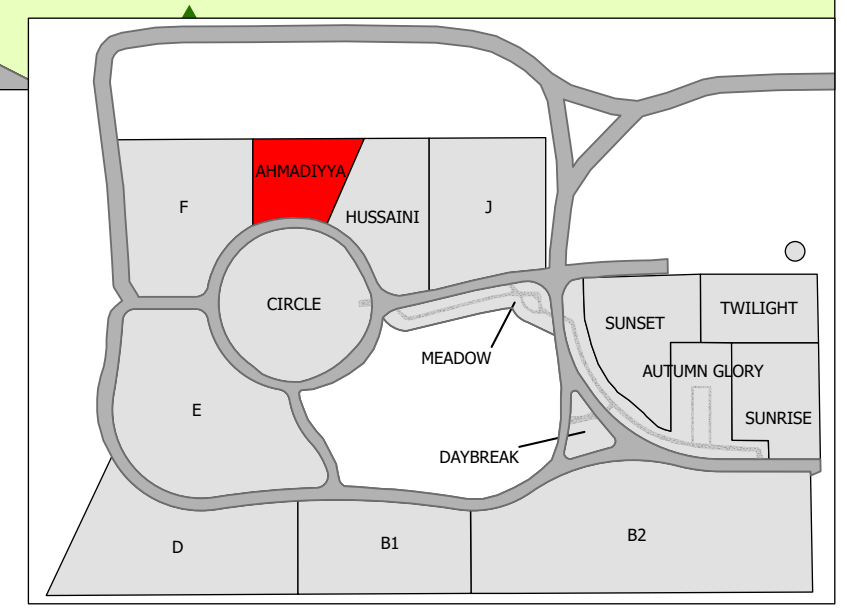 AHMADIYYA
F
HUSSAINI
J
CIRCLE
SUNSET
TWILIGHT
MEADOW
AUTUMN GLORY
E
SUNRISE
DAYBREAK
D
B1
B2